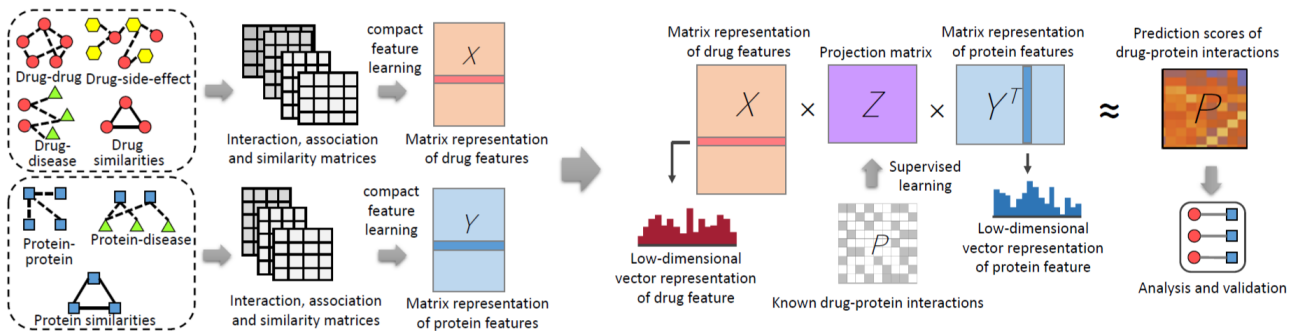 Drug-drug
Drug-side-effect
Drug-
disease
Drug
similarities
Protein-
protein
Protein-disease
Protein similarities
Interaction, association
and similarity matrices
compact
feature
learning
X
Matrix representation
of drug features
Interaction, association
and similarity matrices
compact
feature
learning
Y
Matrix representation
of protein features
Matrix representation
of drug features
X
×
Projection matrix
Z
×
Matrix representation
of protein features
Y^T
≈
Prediction scores of
drug-protein interactions
P
Low-dimensional
vector representation
of drug feature
Supervised
learning
P
Known drug-protein interactions
Low-dimensional
vector representation
of protein feature
Analysis and validation